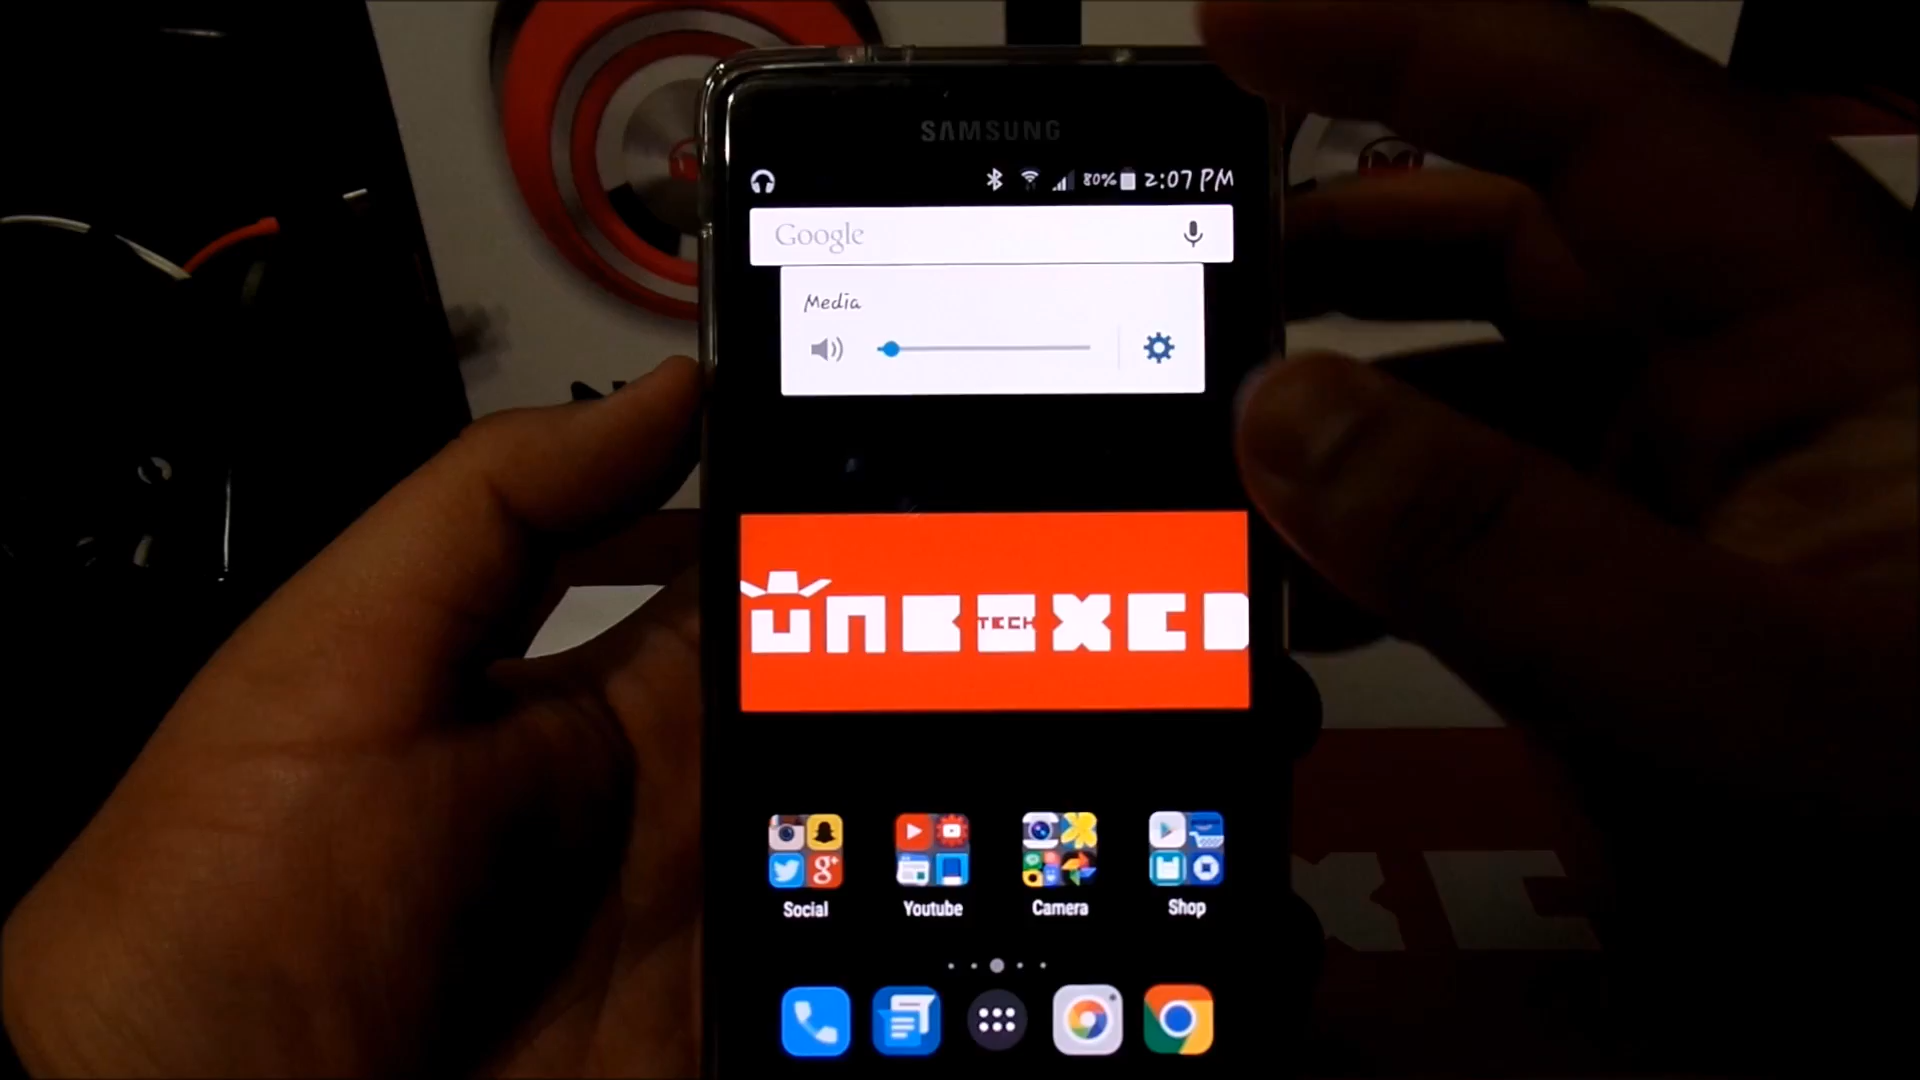 SAMSUNG
80% 2:07 PM
Google
Media
UNBOXED
TECH
Social Youtube Camera Shop